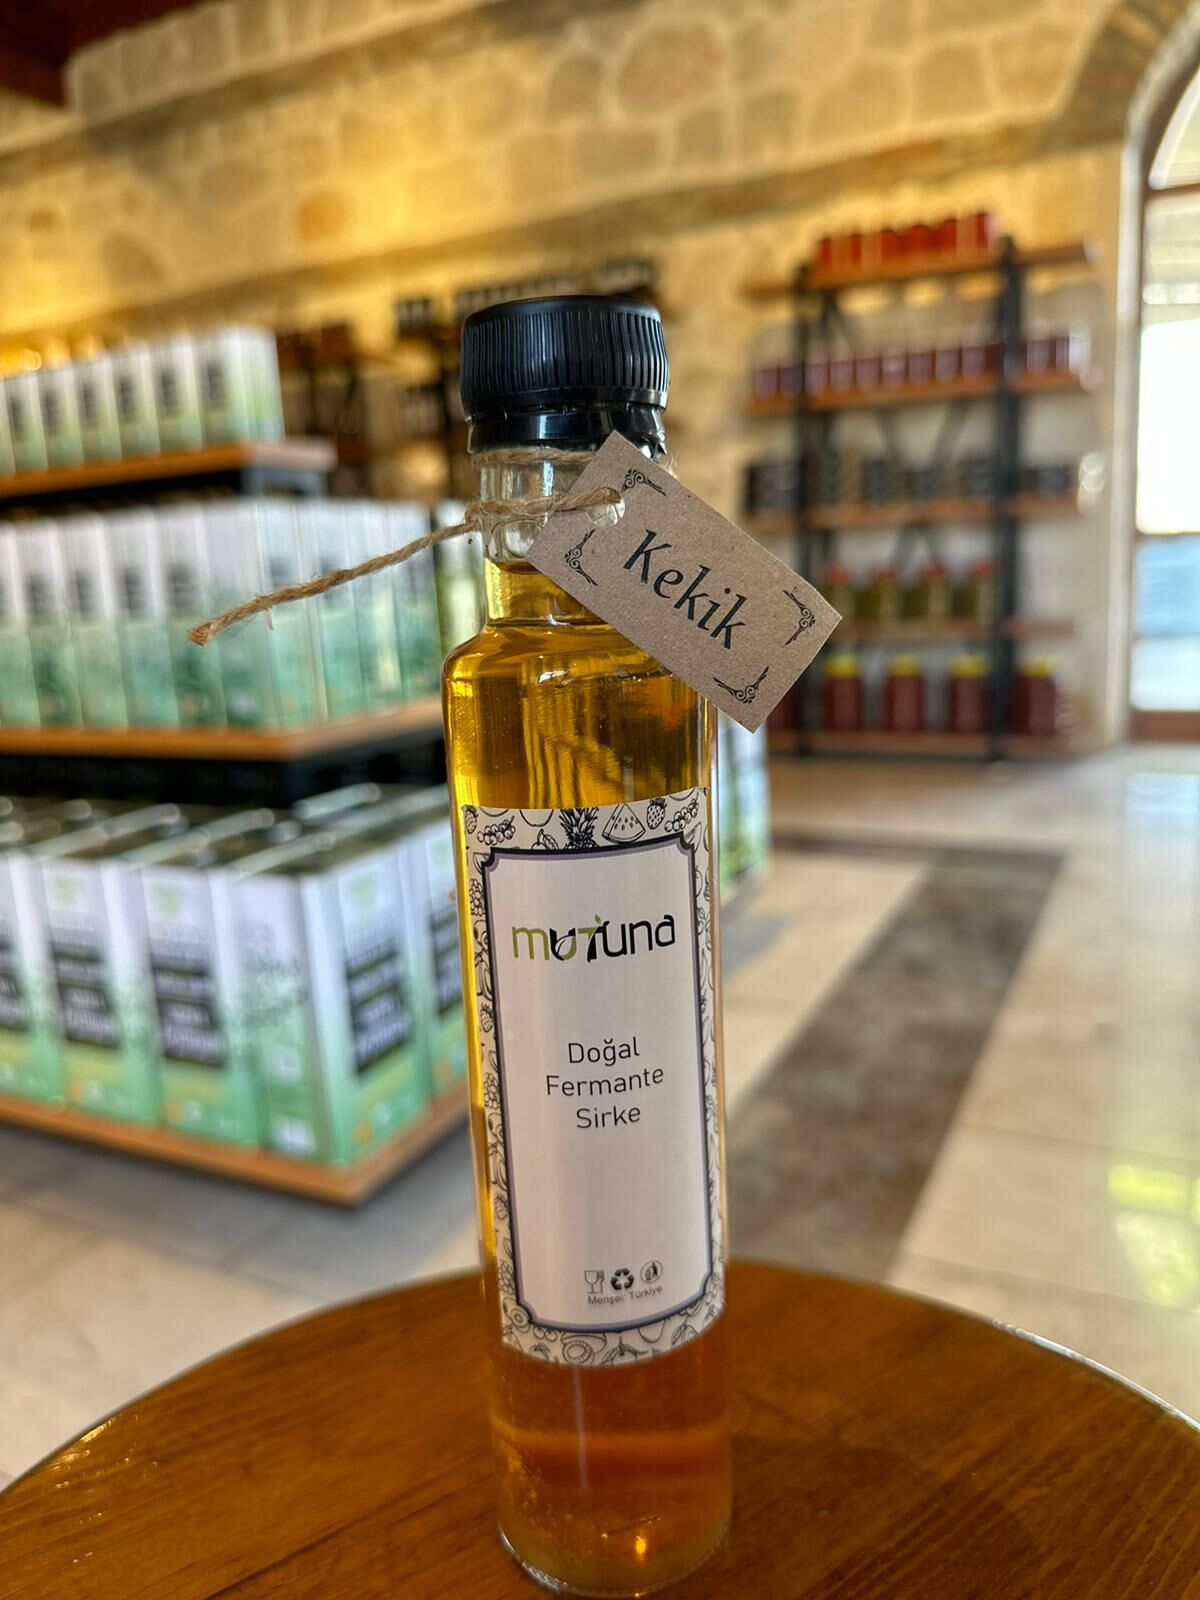 Kekik
mutuna
Doğal
Fermante
Sirke
Menşei: Türkiye